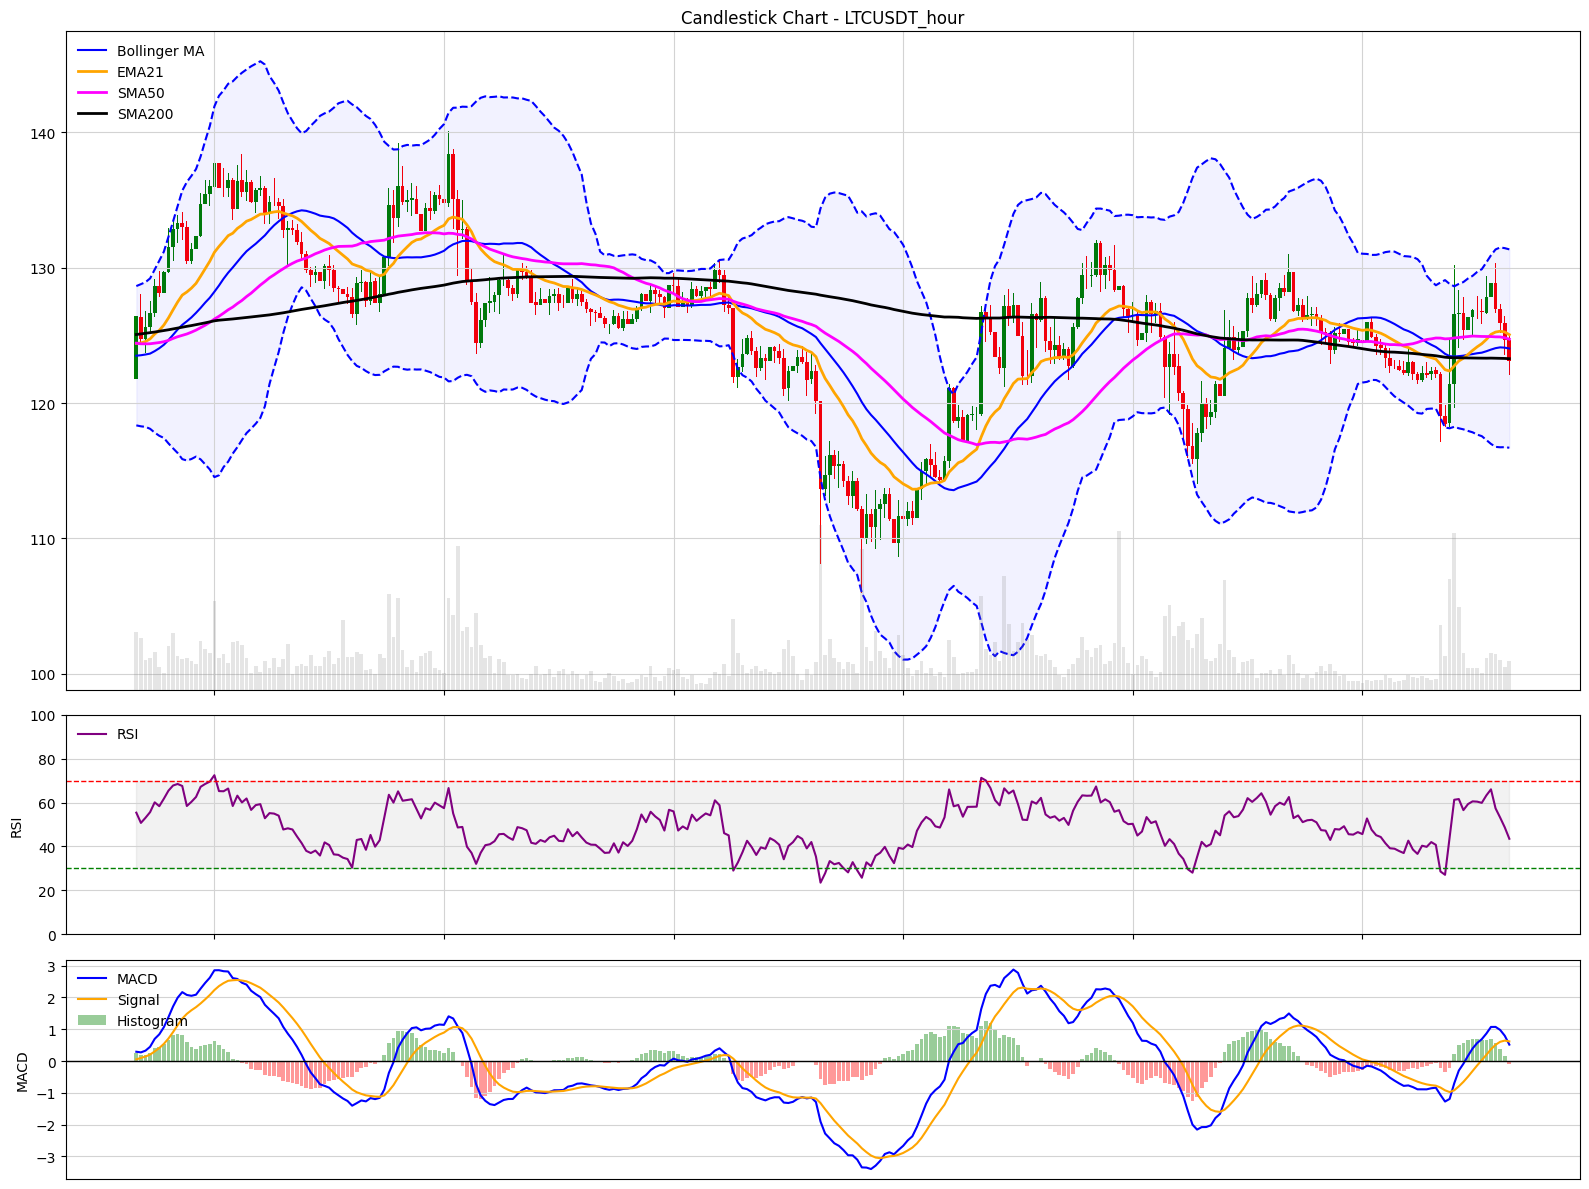 Candlestick Chart - LTCUSDT_hour
Bollinger MA
EMA21
SMA50
SMA200
140
130
120
110
100
RSI
100
80
60
40
20
0
RSI
MACD
Signal
Histogram
3
2
1
0
−1
−2
−3
MACD